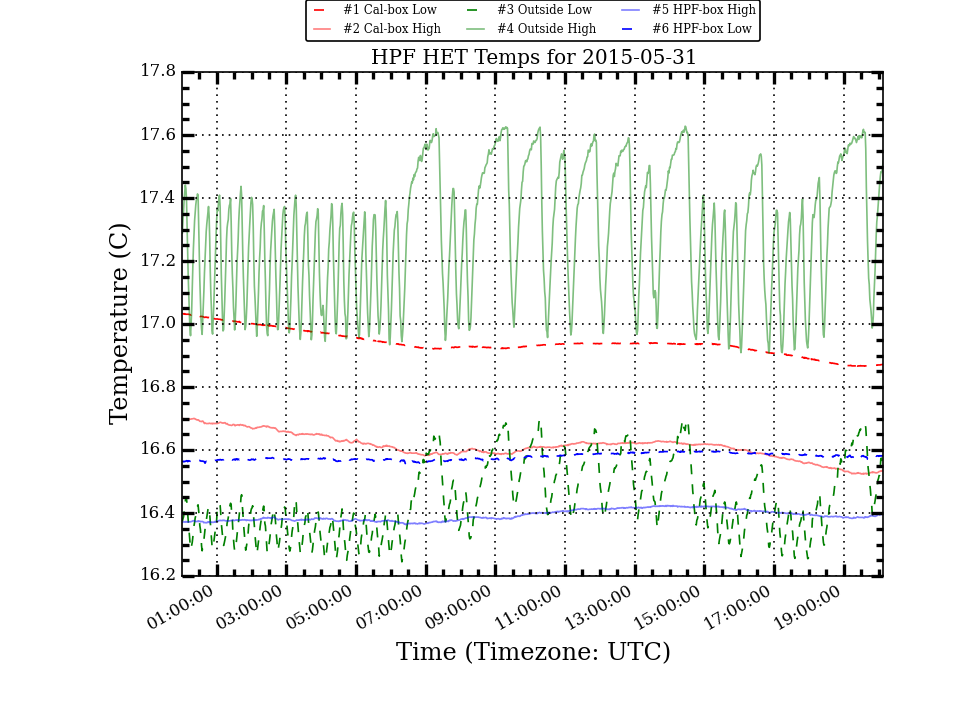 #1 Cal-box Low #3 Outside Low #5 HPF-box High
#2 Cal-box High #4 Outside High #6 HPF-box Low
HPF HET Temps for 2015-05-31
17.8
17.6
17.4
17.2
17.0
16.8
16.6
16.4
16.2
Temperature (C)
01:00:00 03:00:00 05:00:00 07:00:00 09:00:00 11:00:00 13:00:00 15:00:00 17:00:00 19:00:00
Time (Timezone: UTC)